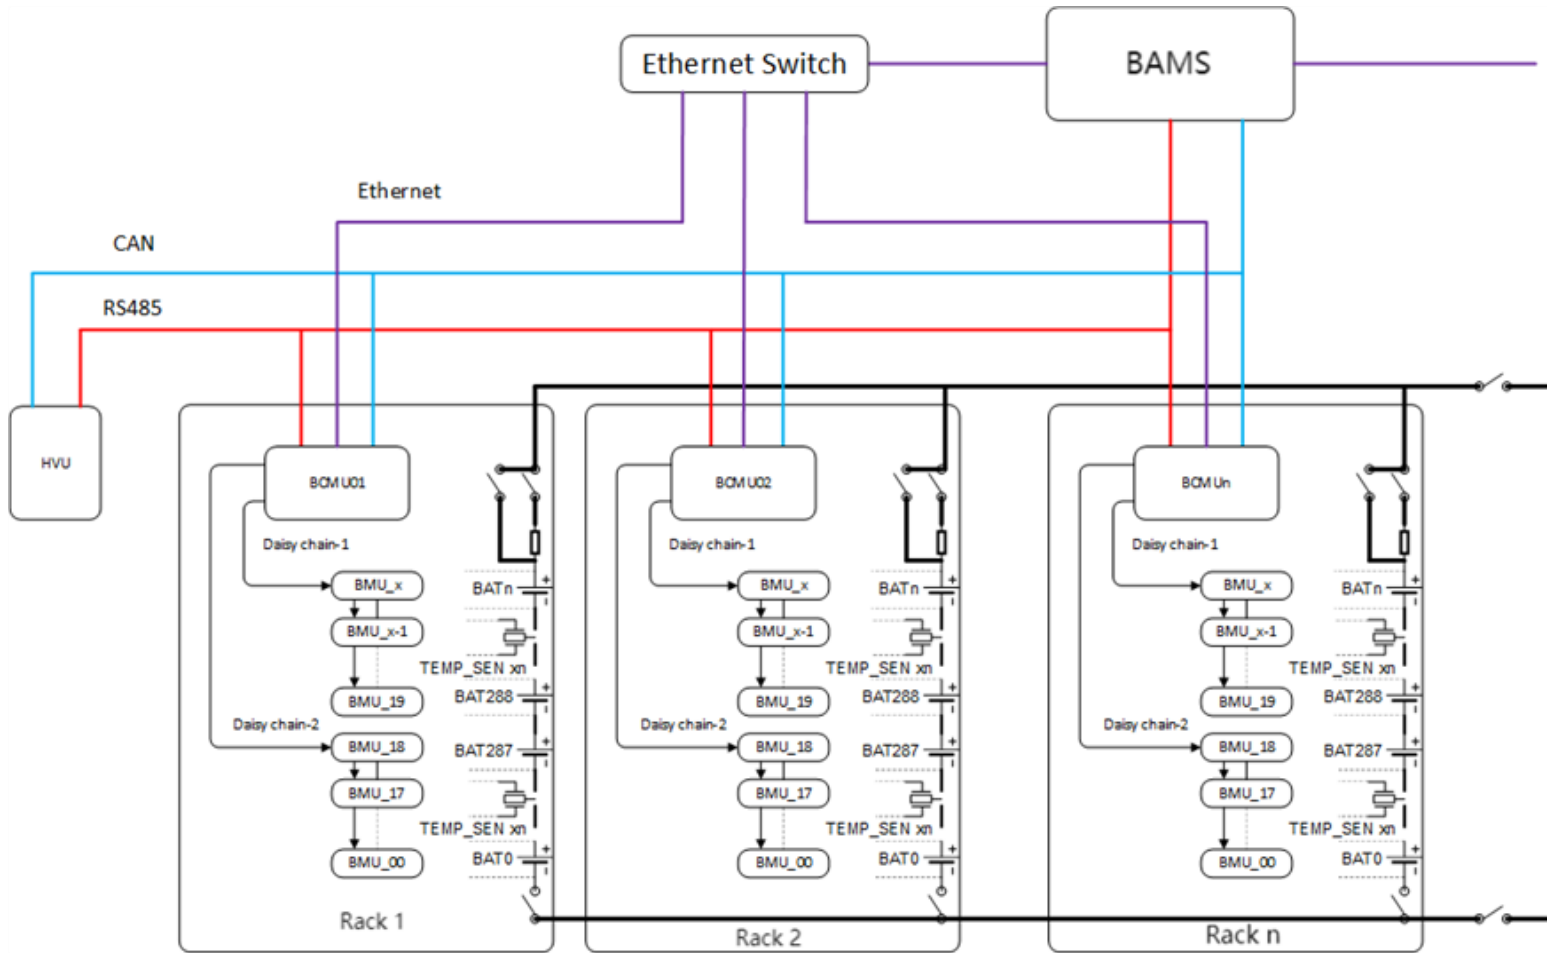 Ethernet Switch
BAMS
Ethernet
CAN
RS485
HVU
BCMU01
Daisy chain-1
BMU_x
BMU_x-1
BMU_19
Daisy chain-2
BMU_18
BMU_17
BMU_00
BATn
+
-
TEMP_SEN xn
BAT288
+
-
BAT287
+
-
TEMP_SEN xn
BAT0
+
-
Rack 1
BCMU02
Daisy chain-1
BMU_x
BMU_x-1
BMU_19
Daisy chain-2
BMU_18
BMU_17
BMU_00
BATn
+
-
TEMP_SEN xn
BAT288
+
-
BAT287
+
-
TEMP_SEN xn
BAT0
+
-
Rack 2
BCMUn
Daisy chain-1
BMU_x
BMU_x-1
BMU_19
Daisy chain-2
BMU_18
BMU_17
BMU_00
BATn
+
-
TEMP_SEN xn
BAT288
+
-
BAT287
+
-
TEMP_SEN xn
BAT0
+
-
Rack n